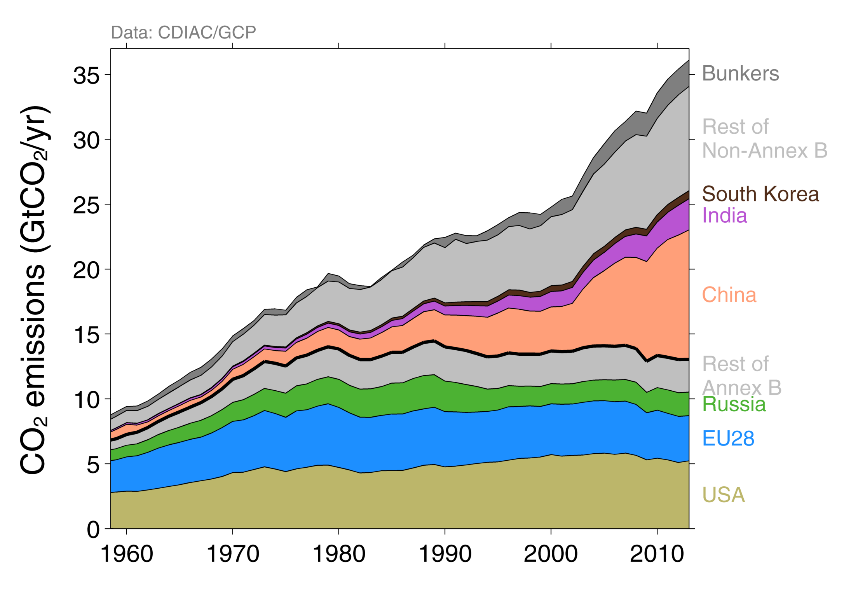 Data: CDIAC/GCP
CO₂ emissions (GtCO₂/yr)
35
30
25
20
15
10
5
0
1960 1970 1980 1990 2000 2010
Bunkers
Rest of
Non-Annex B
South Korea
India
China
Rest of
Annex B
Russia
EU28
USA